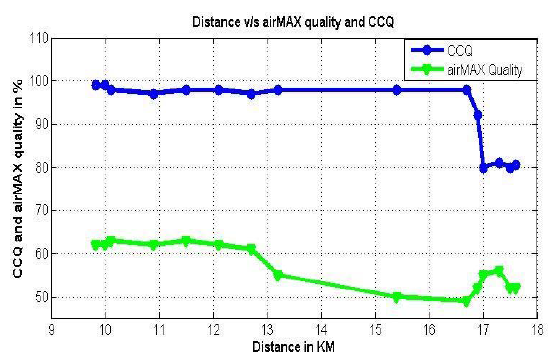 Distance v/s airMAX quality and CCQ
CCQ and airMAX quality in %
110
100
90
80
70
60
50
CCQ
airMAX Quality
9 10 11 12 13 14 15 16 17 18
Distance in KM